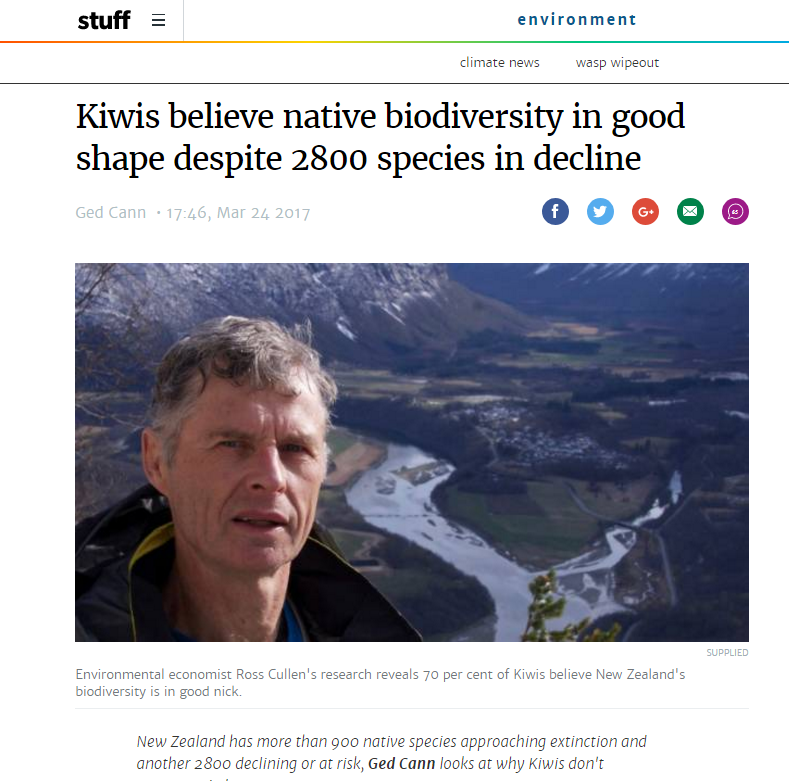 stuff
environment
climate news wasp wipeout
Kiwis believe native biodiversity in good
shape despite 2800 species in decline
Ged Cann • 17:46, Mar 24 2017
SUPPLIED
Environmental economist Ross Cullen's research reveals 70 per cent of Kiwis believe New Zealand's
biodiversity is in good nick.
New Zealand has more than 900 native species approaching extinction and
another 2800 declining or at risk, Ged Cann looks at why Kiwis don't